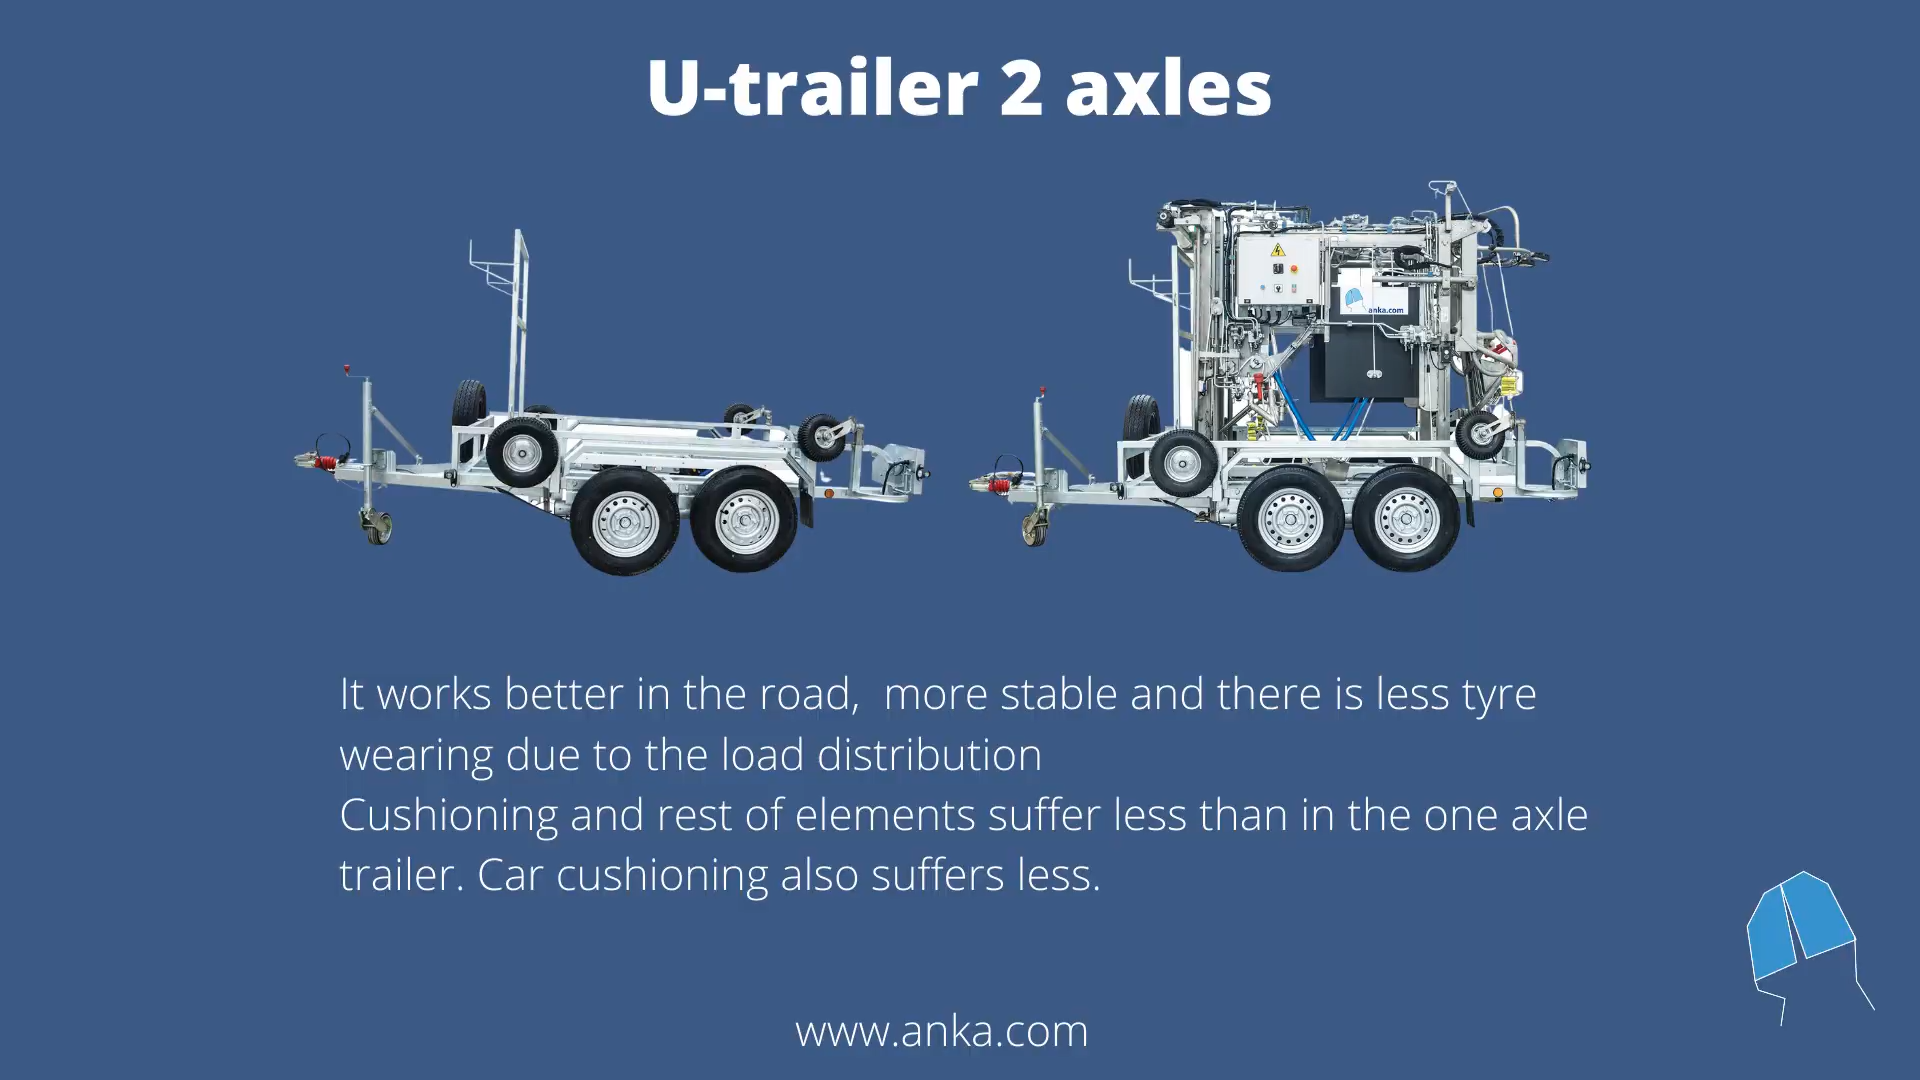 U-trailer 2 axles
anka.com
It works better in the road,  more stable and there is less tyre
wearing due to the load distribution
Cushioning and rest of elements suffer less than in the one axle
trailer. Car cushioning also suffers less.
www.anka.com